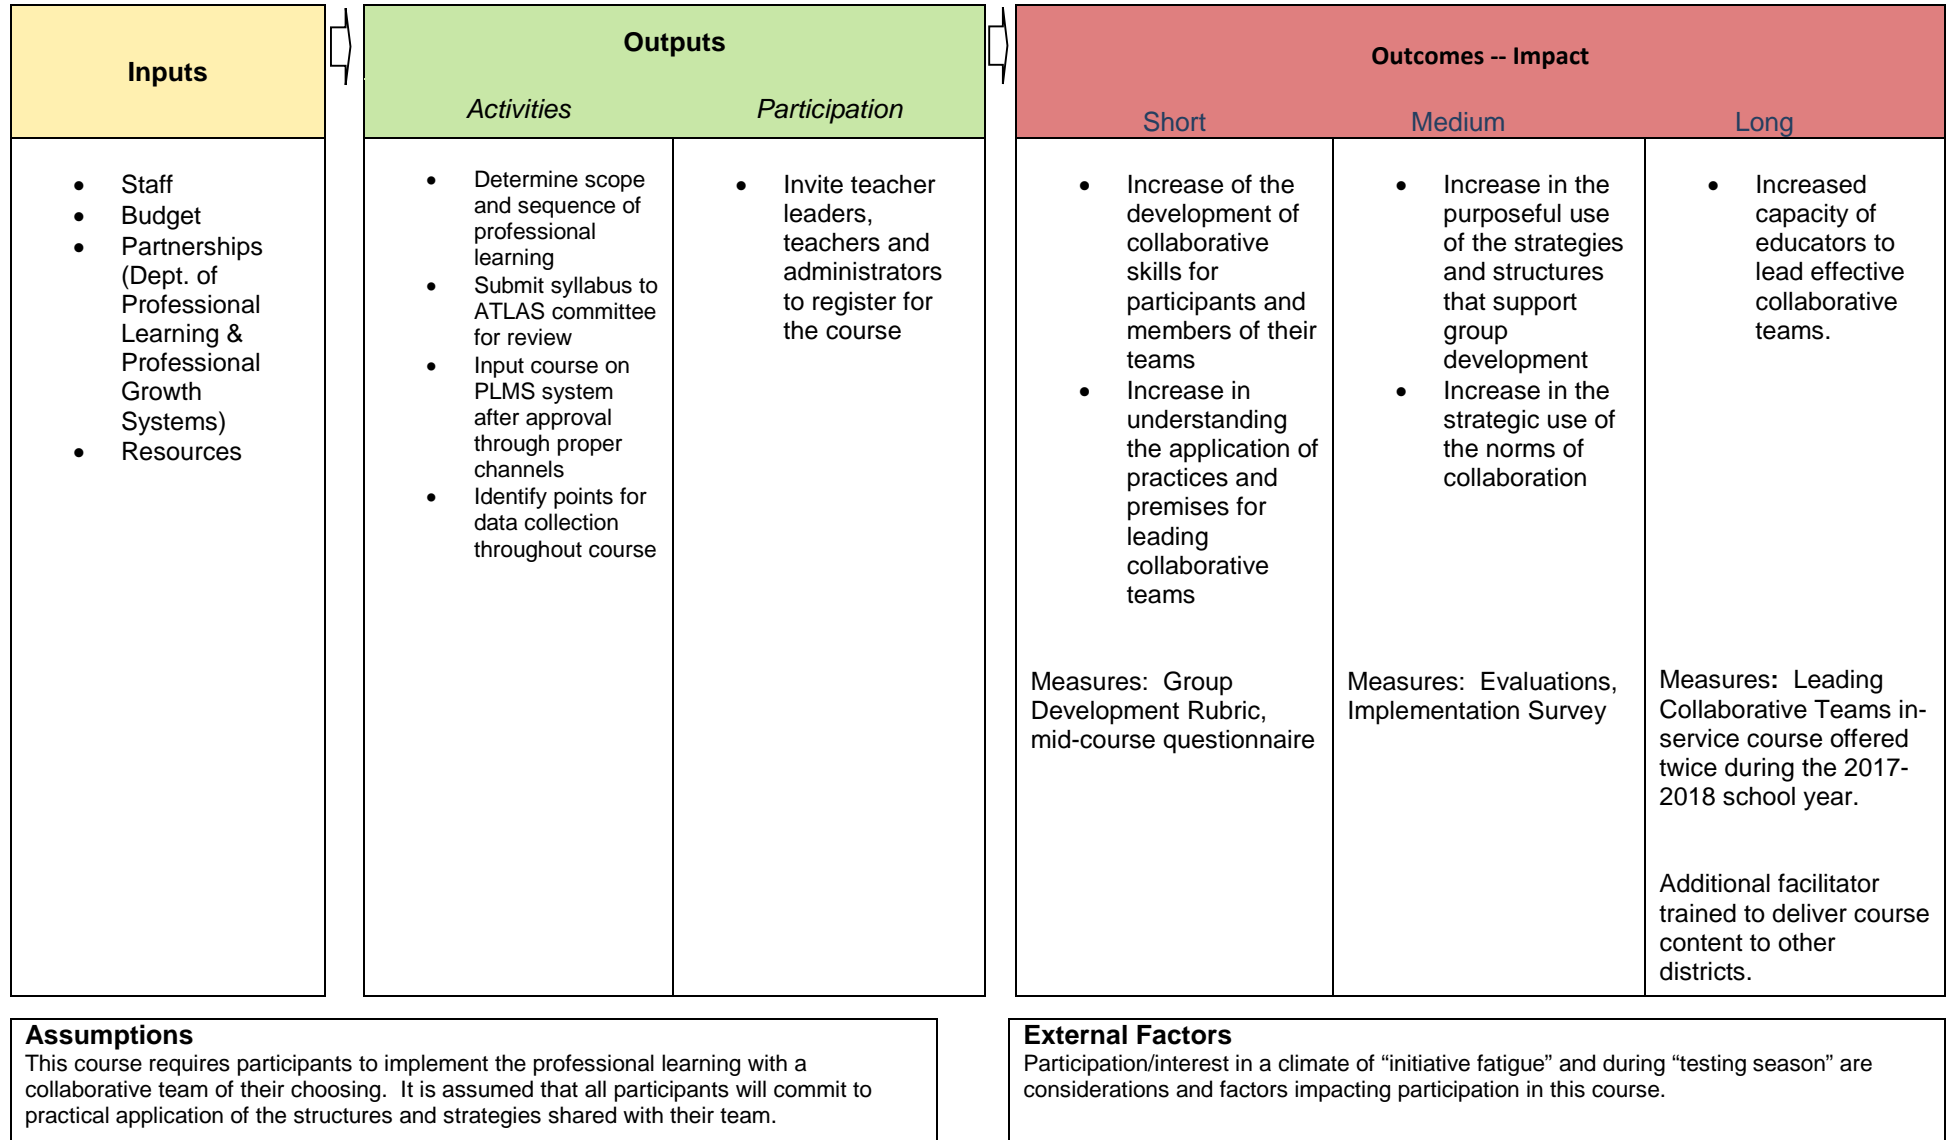 Inputs
Outputs
Activities
Participation
Outcomes -- Impact
Short
Medium
Long
• Staff
• Budget
• Partnerships
(Dept. of
Professional
Learning &
Professional
Growth
Systems)
• Resources
• Determine scope
and sequence of
professional
learning
• Submit syllabus to
ATLAS committee
for review
• Input course on
PLMS system
after approval
through proper
channels
• Identify points for
data collection
throughout course
• Invite teacher
leaders,
teachers and
administrators
to register for
the course
• Increase of the
development of
collaborative
skills for
participants and
members of their
teams
• Increase in
understanding
the application of
practices and
premises for
leading
collaborative
teams
Measures: Group
Development Rubric,
mid-course questionnaire
• Increase in the
purposeful use
of the strategies
and structures
that support
group
development
• Increase in the
strategic use of
the norms of
collaboration
Measures: Evaluations,
Implementation Survey
• Increased
capacity of
educators to
lead effective
collaborative
teams.
Measures: Leading
Collaborative Teams in-
service course offered
twice during the 2017-
2018 school year.
Additional facilitator
trained to deliver course
content to other
districts.
Assumptions
This course requires participants to implement the professional learning with a
collaborative team of their choosing. It is assumed that all participants will commit to
practical application of the structures and strategies shared with their team.
External Factors
Participation/interest in a climate of “initiative fatigue” and during “testing season” are
considerations and factors impacting participation in this course.